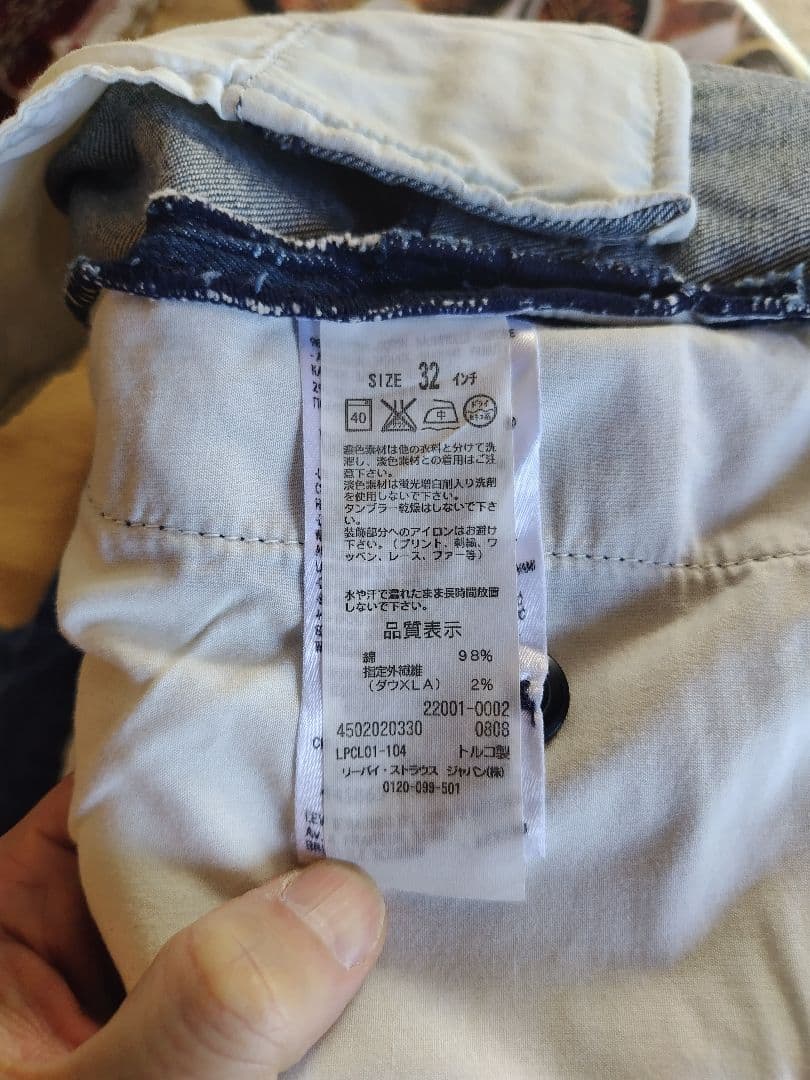 SIZE 32 インチ
40 中 ドライ
濃色素材は他の衣料と分けて洗
濯し、淡色素材との着用はご注
意下さい。
淡色素材は蛍光増白剤入り洗剤
を使用しないで下さい。
タンブラー乾燥はしないで下さ
い。
装飾部分へのアイロンはお避け
下さい。(プリント、刺繍、ワ
ッペン、レース、ファー等)
水や汗で濡れたまま長時間放置
しないで下さい。
品質表示
綿 98%
指定外繊維
(ダウXLA) 2%
22001-0002
4502020330 0808
LPCL01-104 トルコ製
リーバイ・ストラウス ジャパン(株)
0120-099-501